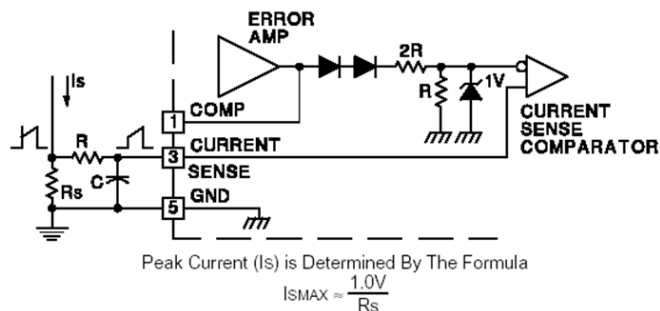 ERROR
AMP
2R
Is
R
1V
1
COMP
CURRENT
SENSE
COMPARATOR
R
3
CURRENT
SENSE
C
Rs
GND
5
Peak Current (Is) is Determined By The Formula
ISMAX ≈ 1.0V
Rs